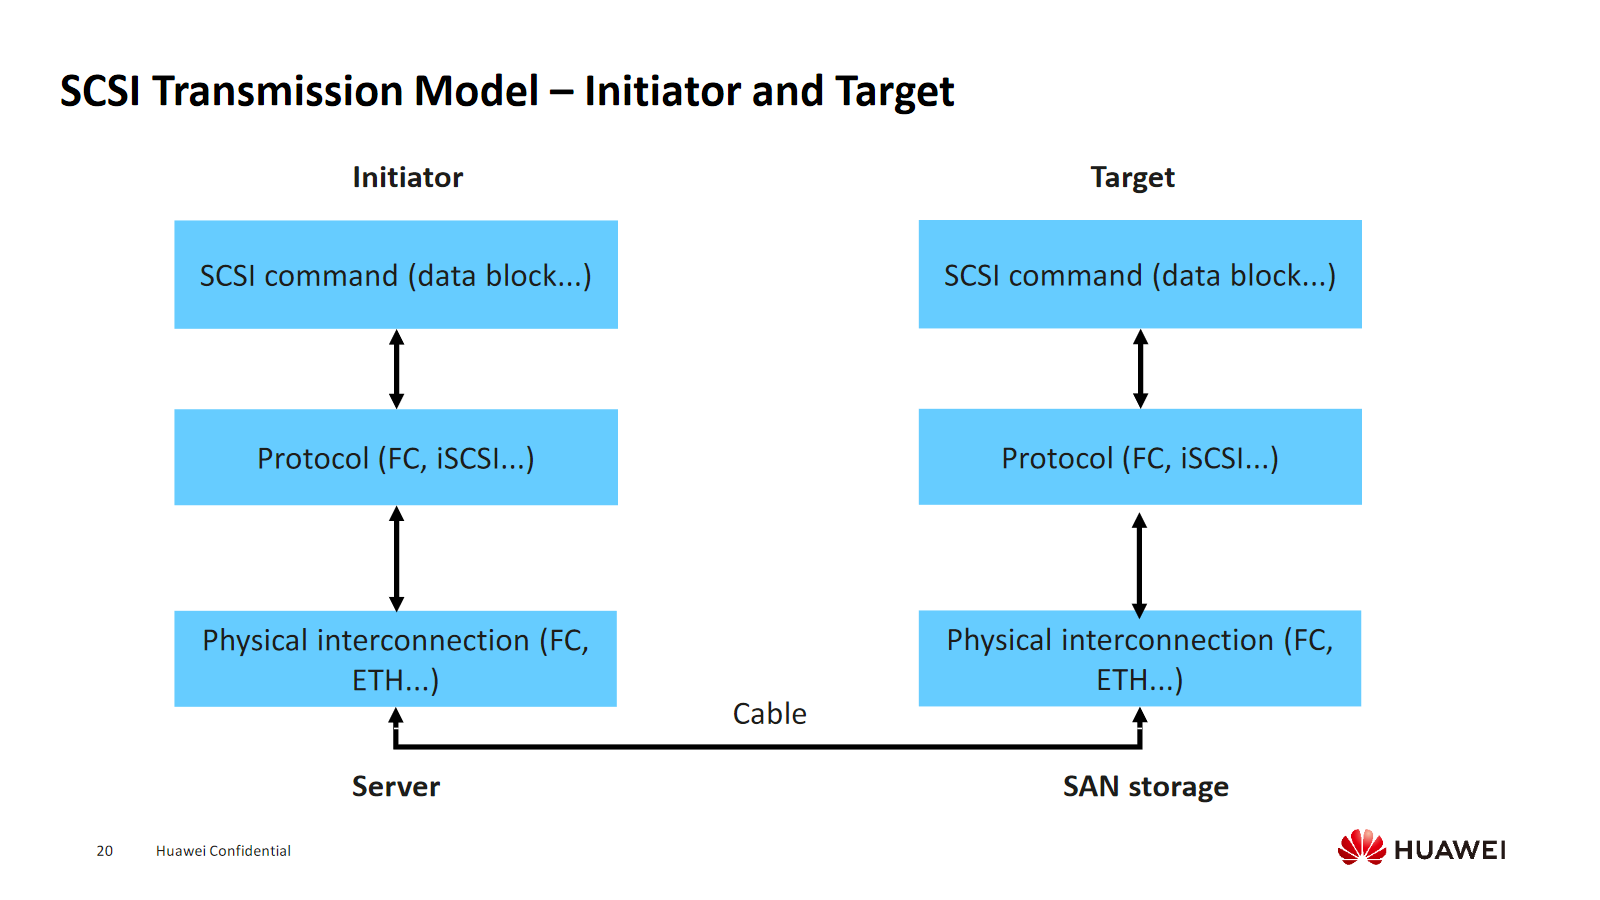 SCSI Transmission Model – Initiator and Target
Initiator
Target
SCSI command (data block...)
SCSI command (data block...)
Protocol (FC, iSCSI...)
Protocol (FC, iSCSI...)
Physical interconnection (FC,
ETH...)
Physical interconnection (FC,
ETH...)
Cable
Server
SAN storage
20
Huawei Confidential
HUAWEI